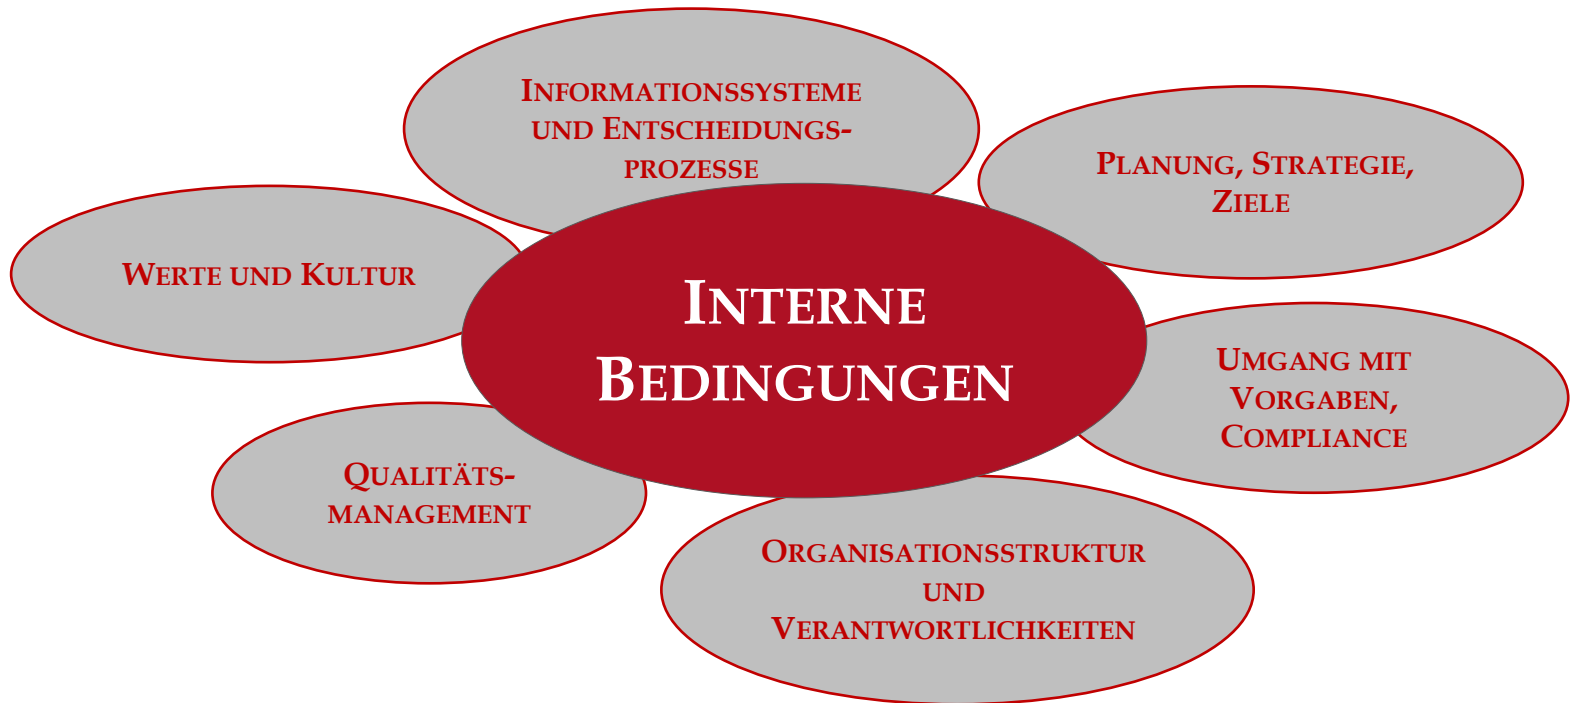 Informationssysteme
und Entscheidungs-
prozesse
Planung, Strategie,
Ziele
Werte und Kultur
Interne
Bedingungen
Umgang mit
Vorgaben,
Compliance
Qualitäts-
management
Organisationsstruktur
und
Verantwortlichkeiten